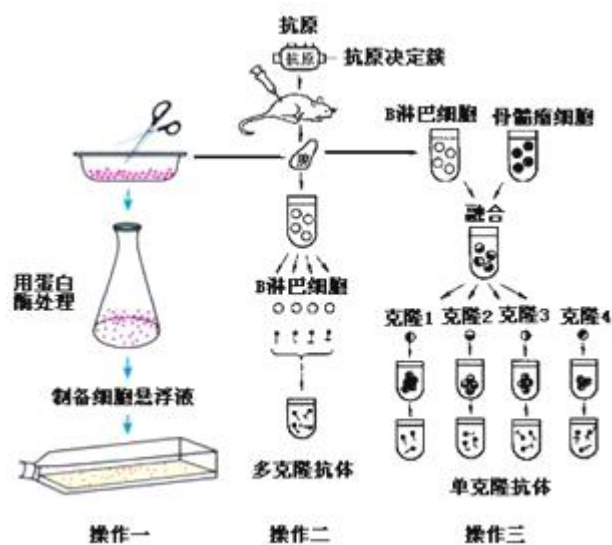 抗原
抗原
抗原决定簇
B淋巴细胞
骨髓瘤细胞
脾
融合
用蛋白
酶处理
B淋巴细胞
克隆1
克隆2
克隆3
克隆4
制备细胞悬浮液
多克隆抗体
单克隆抗体
操作一
操作二
操作三